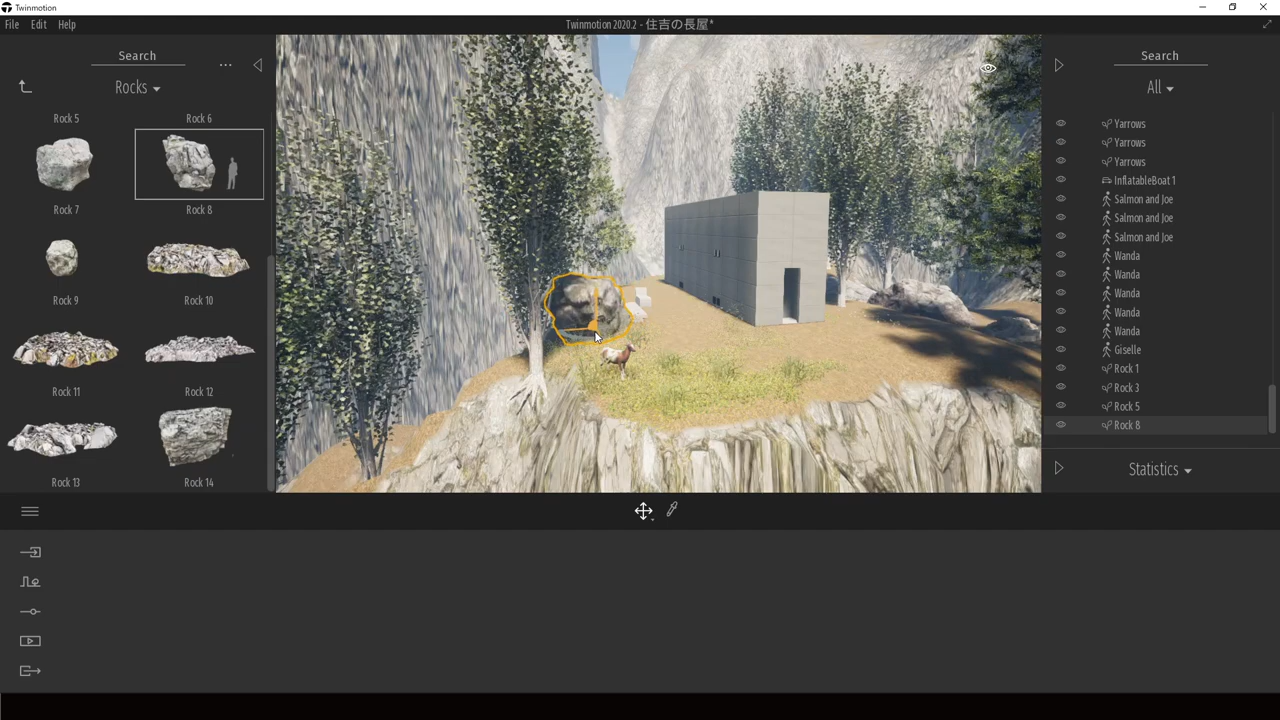 Twinmotion
File Edit Help
Twinmotion 2020.2 - 住吉の長屋*
Search
...
Rocks
Rock 5
Rock 6
Rock 7
Rock 8
Rock 9
Rock 10
Rock 11
Rock 12
Rock 13
Rock 14
Search
All
Yarrows
Yarrows
Yarrows
InflatableBoat 1
Salmon and Joe
Salmon and Joe
Salmon and Joe
Wanda
Wanda
Wanda
Wanda
Wanda
Giselle
Rock 1
Rock 3
Rock 5
Rock 8
Statistics